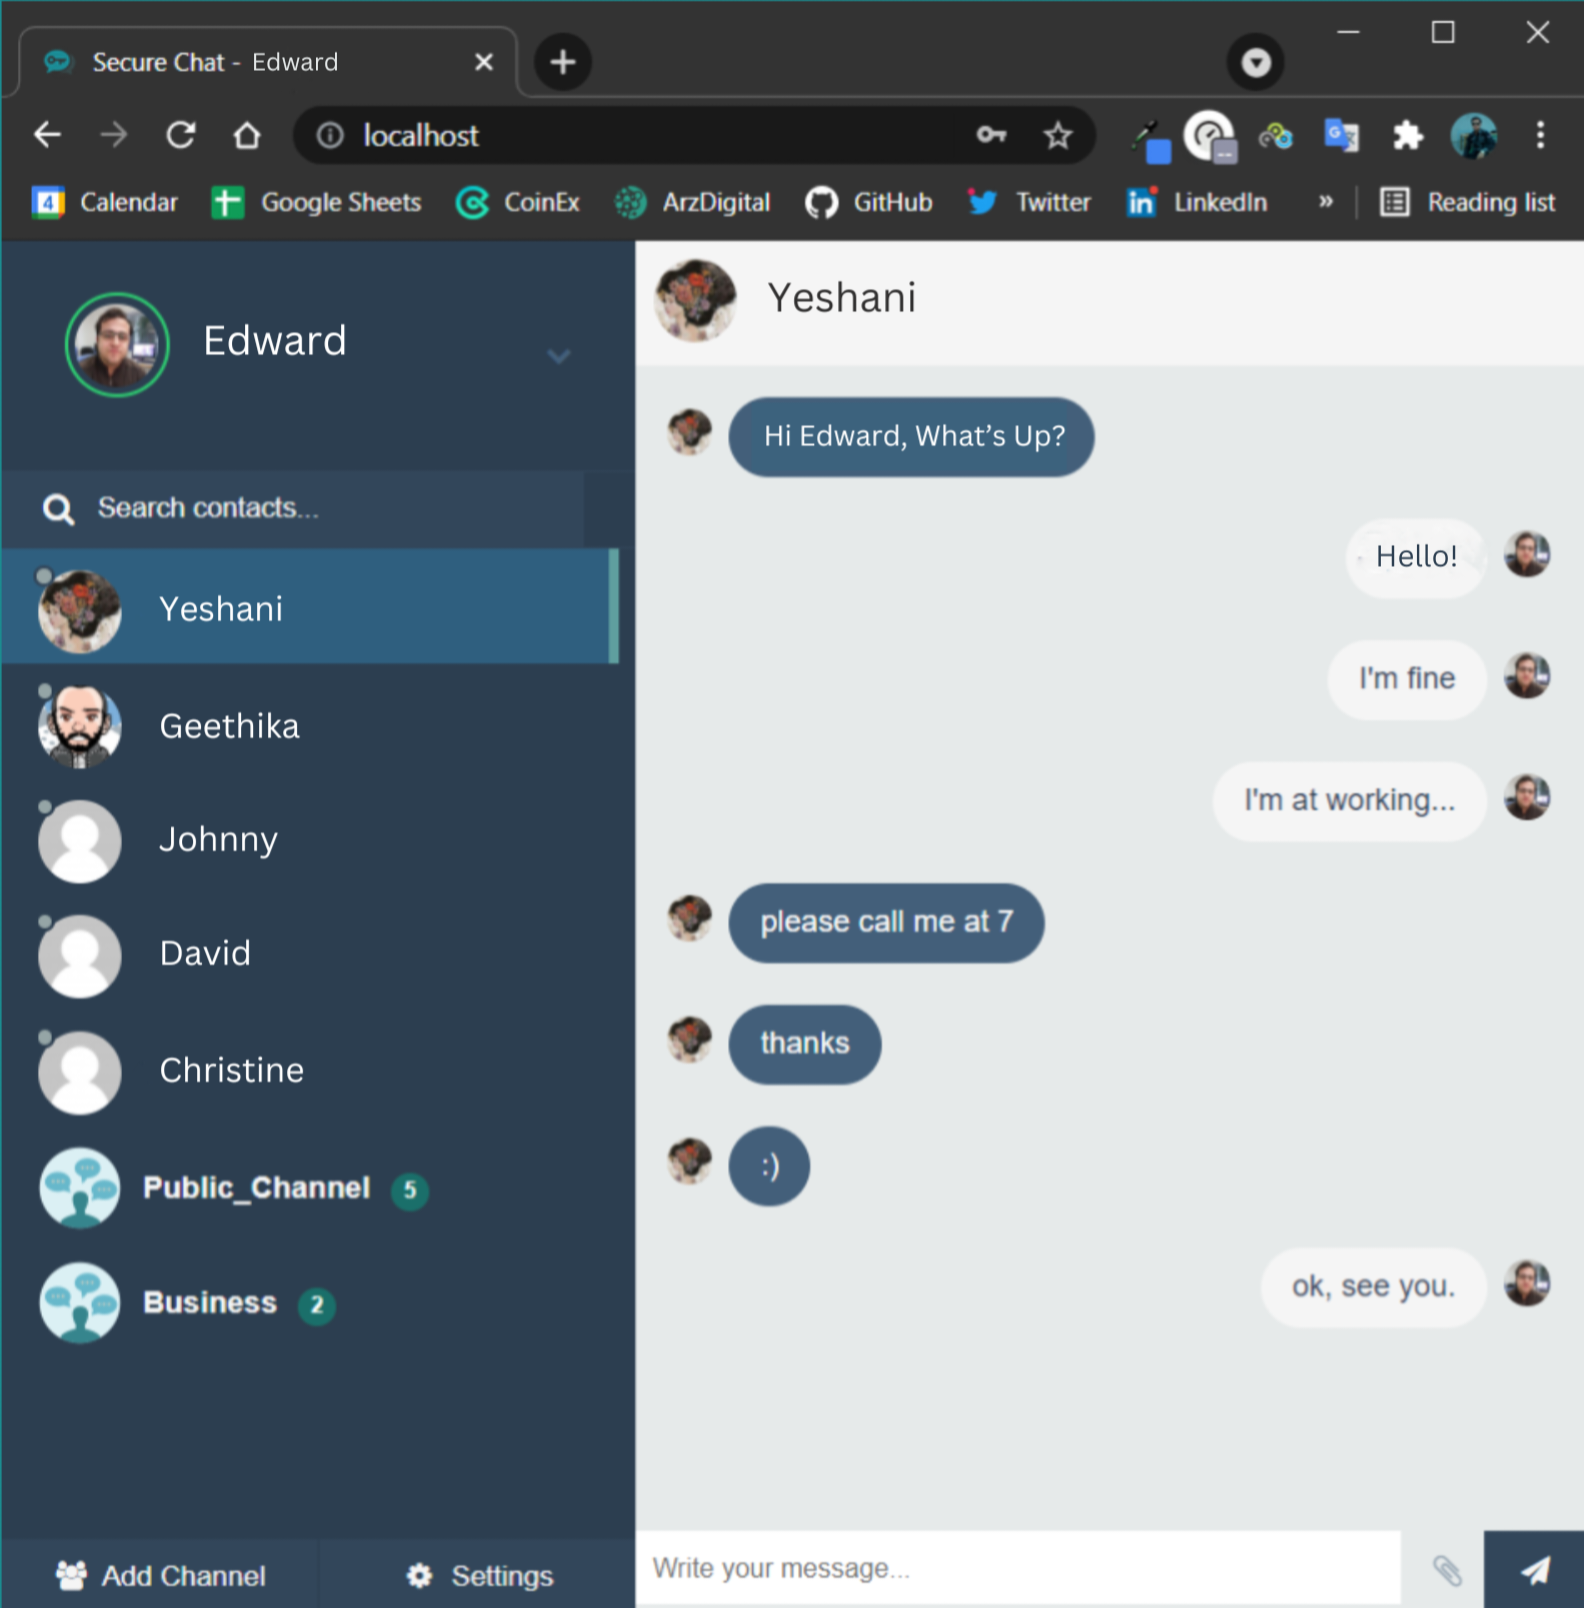 Secure Chat - Edward
localhost
Calendar
Google Sheets
CoinEx
ArzDigital
GitHub
Twitter
LinkedIn
»
Reading list
Edward
Search contacts...
Yeshani
Geethika
Johnny
David
Christine
Public_Channel 5
Business 2
Add Channel
Settings
Yeshani
Hi Edward, What’s Up?
Hello!
I'm fine
I'm at working...
please call me at 7
thanks
:)
ok, see you.
Write your message...